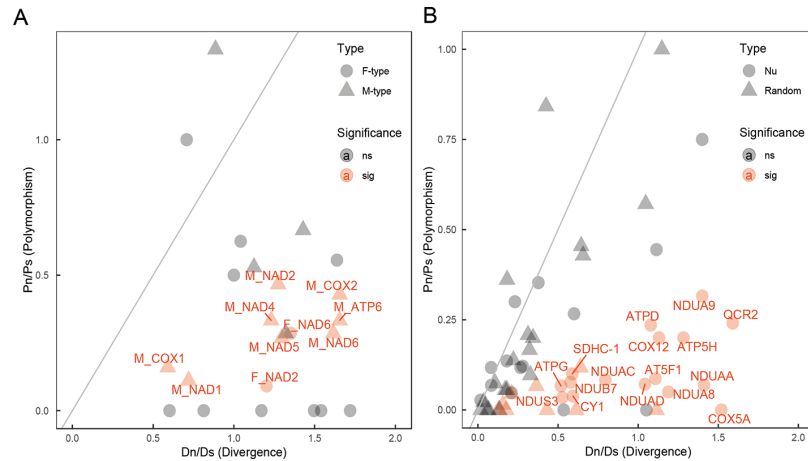 A
Type
F-type
M-type
Significance
a ns
a sig
M_NAD2
M_COX2
M_NAD4
M_ATP6
F_NAD6
M_NAD5
M_NAD6
M_COX1
M_NAD1
F_NAD2
1.0
0.5
0.0
0.0
0.5
1.0
1.5
2.0
Pn/Ps (Polymorphism)
Dn/Ds (Divergence)
B
Type
Nu
Random
Significance
a ns
a sig
NDUA9
ATPD
QCR2
COX12
ATP5H
SDHC-1
ATPG
NDUAC
AT5F1
NDUAA
NDUB7
NDUAD
NDUA8
NDUS3
CY1
COX5A
1.00
0.75
0.50
0.25
0.00
0.0
0.5
1.0
1.5
2.0
Pn/Ps (Polymorphism)
Dn/Ds (Divergence)